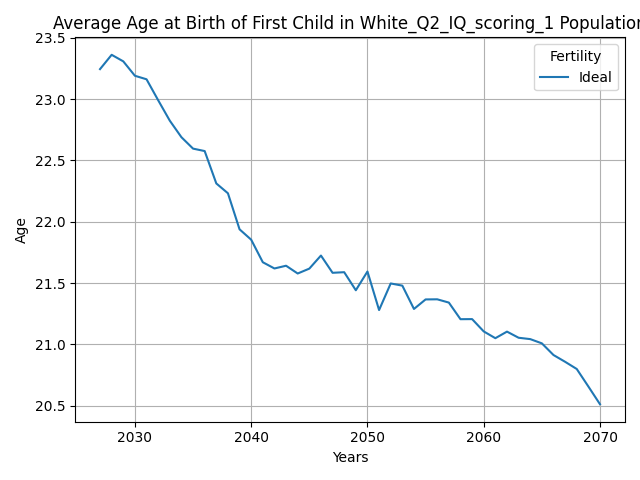 Average Age at Birth of First Child in White_Q2_IQ_scoring_1 Population
Fertility
Ideal
Age
23.5
23.0
22.5
22.0
21.5
21.0
20.5
2030 2040 2050 2060 2070
Years